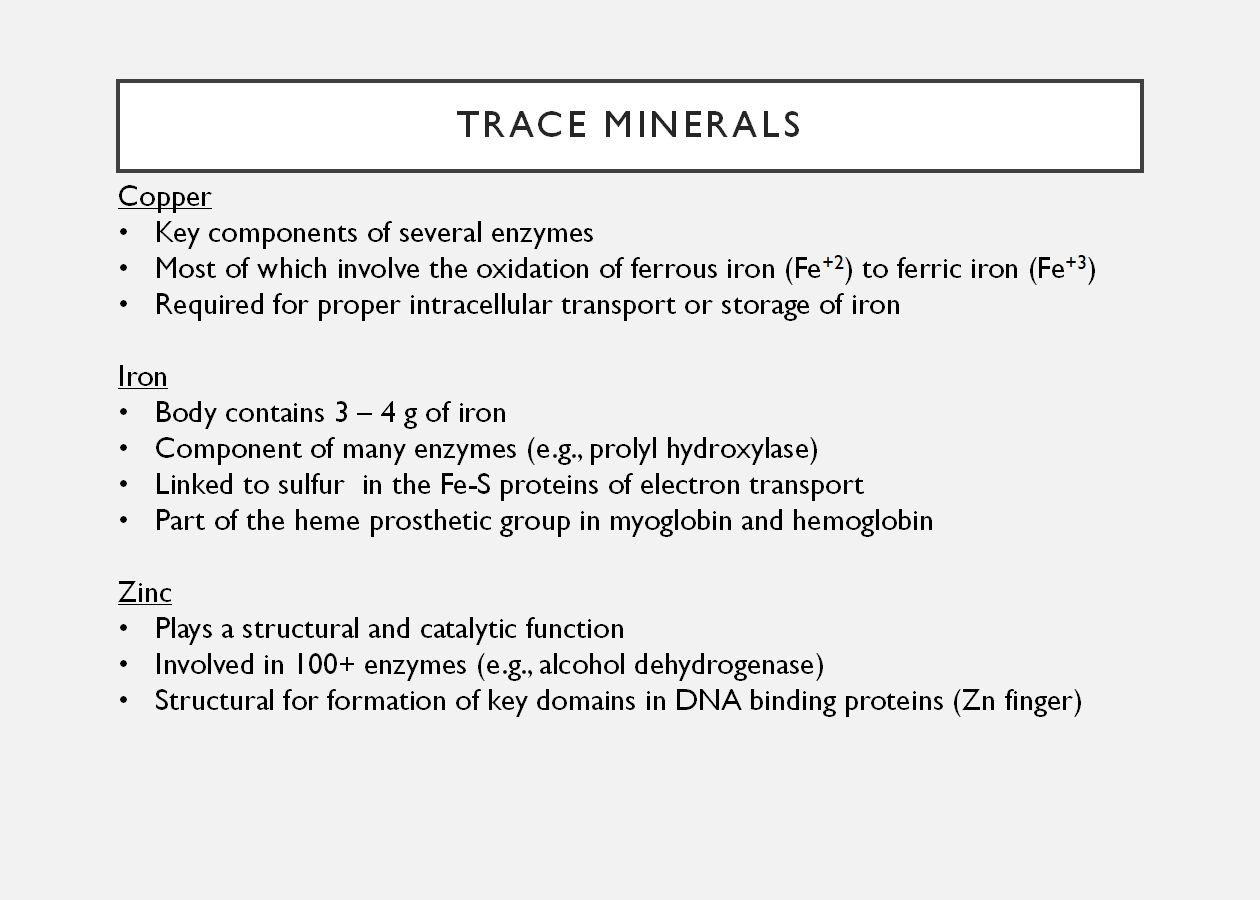 TRACE MINERALS
Copper
• Key components of several enzymes
• Most of which involve the oxidation of ferrous iron (Fe⁺²) to ferric iron (Fe⁺³)
• Required for proper intracellular transport or storage of iron
Iron
• Body contains 3 – 4 g of iron
• Component of many enzymes (e.g., prolyl hydroxylase)
• Linked to sulfur  in the Fe-S proteins of electron transport
• Part of the heme prosthetic group in myoglobin and hemoglobin
Zinc
• Plays a structural and catalytic function
• Involved in 100+ enzymes (e.g., alcohol dehydrogenase)
• Structural for formation of key domains in DNA binding proteins (Zn finger)